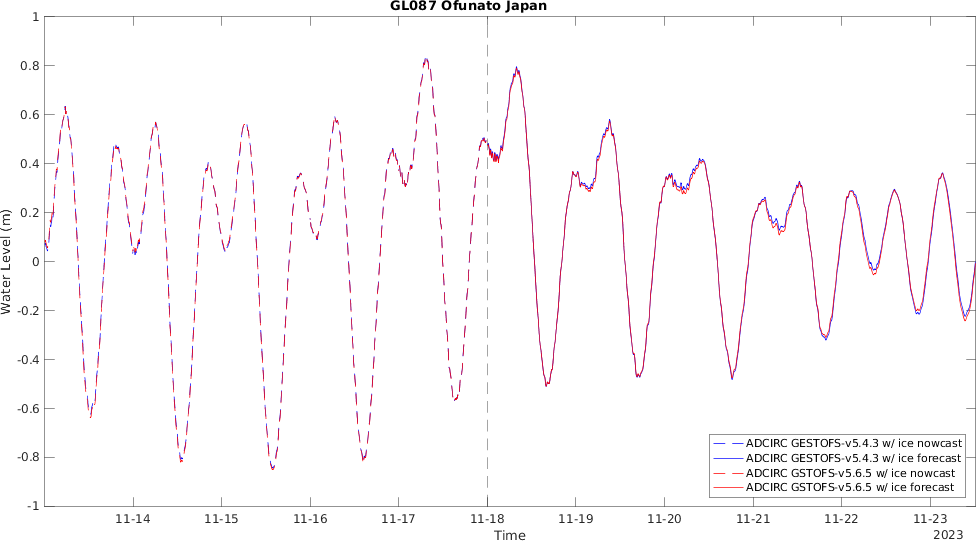 GL087 Ofunato Japan
1
0.8
0.6
0.4
0.2
0
-0.2
-0.4
-0.6
-0.8
-1
Water Level (m)
ADCIRC GESTOFS-v5.4.3 w/ ice nowcast
ADCIRC GESTOFS-v5.4.3 w/ ice forecast
ADCIRC GSTOFS-v5.6.5 w/ ice nowcast
ADCIRC GSTOFS-v5.6.5 w/ ice forecast
11-14 11-15 11-16 11-17 11-18 11-19 11-20 11-21 11-22 11-23
Time
2023